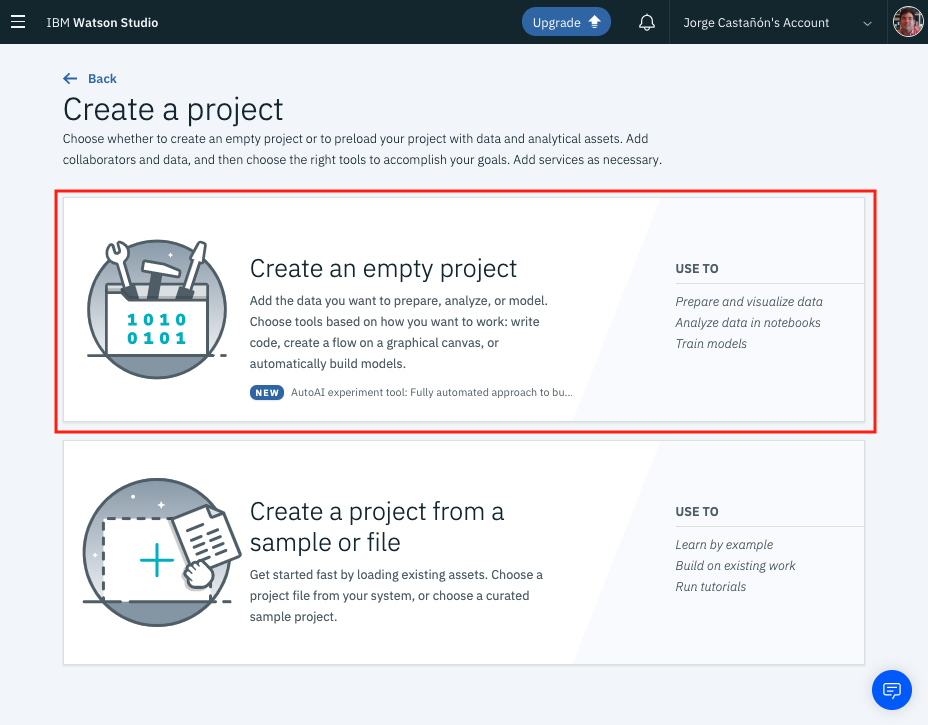 IBM Watson Studio
Upgrade
Jorge Castañón's Account
Back
Create a project
Choose whether to create an empty project or to preload your project with data and analytical assets. Add
collaborators and data, and then choose the right tools to accomplish your goals. Add services as necessary.
1010
0101
Create an empty project
Add the data you want to prepare, analyze, or model.
Choose tools based on how you want to work: write
code, create a flow on a graphical canvas, or
automatically build models.
NEW AutoAI experiment tool: Fully automated approach to bu...
USE TO
Prepare and visualize data
Analyze data in notebooks
Train models
Create a project from a
sample or file
Get started fast by loading existing assets. Choose a
project file from your system, or choose a curated
sample project.
USE TO
Learn by example
Build on existing work
Run tutorials